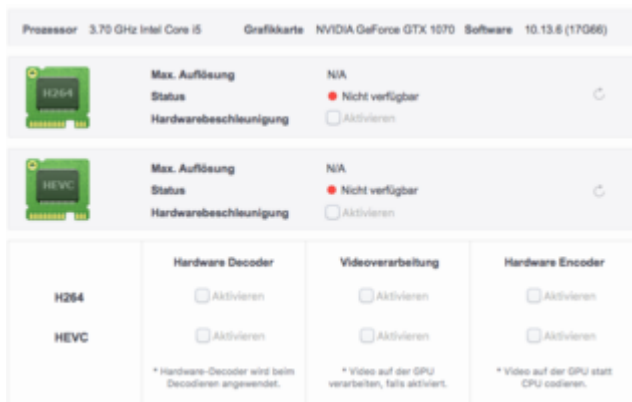 Prozessor 3.70 GHz Intel Core i5 Grafikkarte NVIDIA GeForce GTX 1070 Software 10.13.6 (17G66)
H264
Max. Auflösung N/A
Status Nicht verfügbar
Hardwarebeschleunigung Aktivieren
HEVC
Max. Auflösung N/A
Status Nicht verfügbar
Hardwarebeschleunigung Aktivieren
Hardware Decoder Videoverarbeitung Hardware Encoder
H264 Aktivieren Aktivieren Aktivieren
HEVC Aktivieren Aktivieren Aktivieren
* Hardware-Decoder wird beim * Video auf der GPU * Video auf der GPU statt
Decodieren angewendet. verarbeiten, falls aktiviert. CPU codieren.